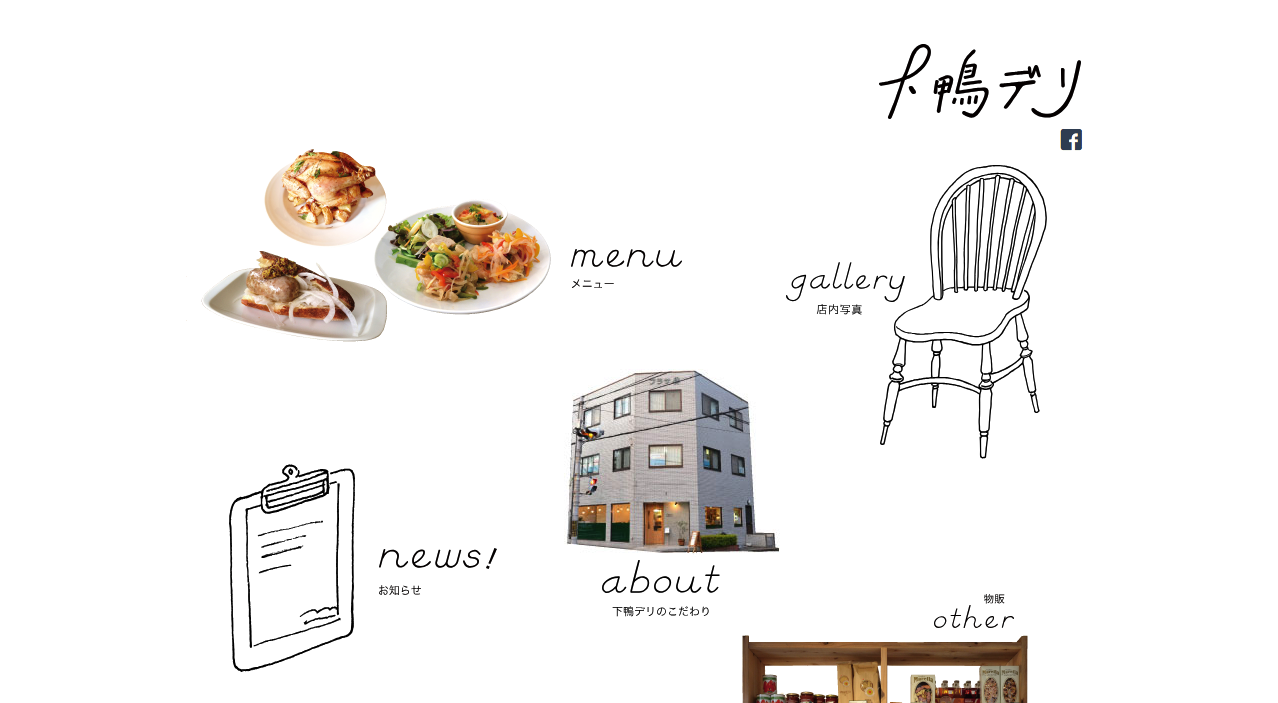 下鴨デリ
menu
メニュー
gallery
店内写真
news!
お知らせ
about
下鴨デリのこだわり
物販
other